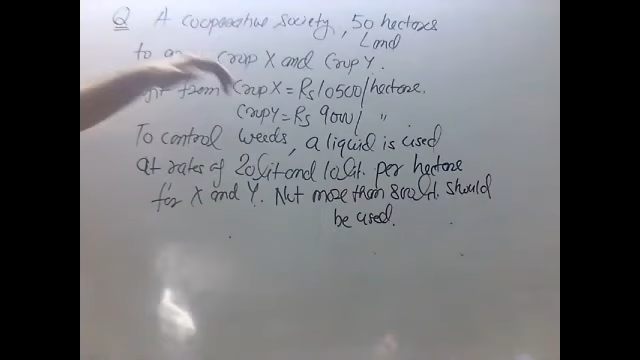 Q A cooperative society, 50 hectares
Land
to Crop X and Crop Y.
from Crop X = Rs 10500/hectare.
Crop Y = Rs 9000/ "
To control weeds, a liquid is used
at rates of 20 lit and 10 lit. per hectare
for X and Y. Not more than 800 lit. should
be used.